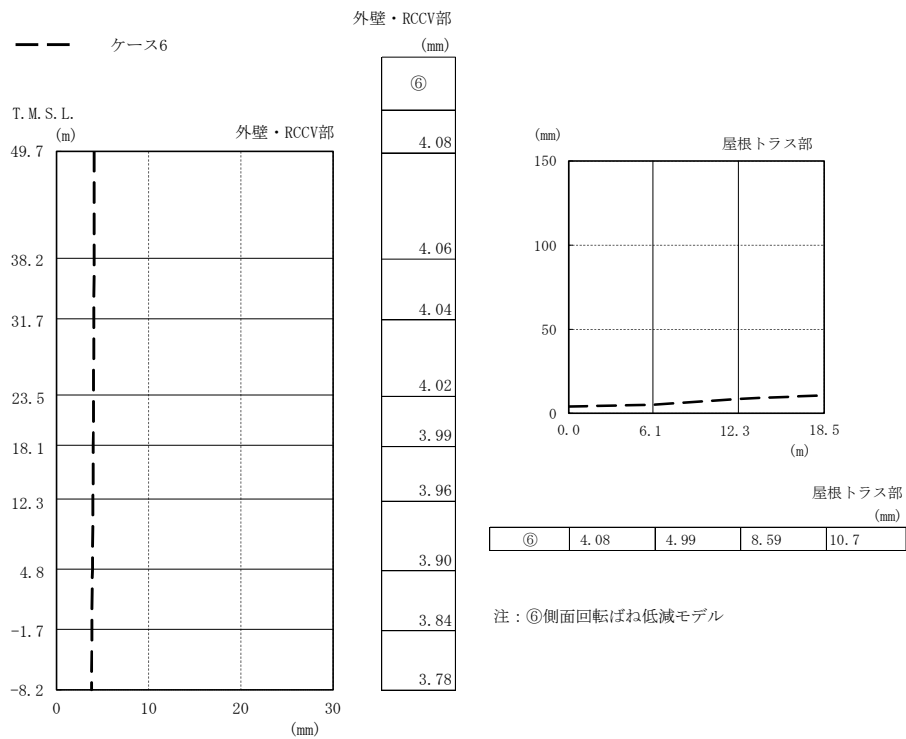 ケース6
外壁・RCCV部
(mm)
⑥
4.08
4.06
4.04
4.02
3.99
3.96
3.90
3.84
3.78
T.M.S.L.
(m)
外壁・RCCV部
49.7
38.2
31.7
23.5
18.1
12.3
4.8
-1.7
-8.2
0 10 20 30
(mm)
(mm)
屋根トラス部
150
100
50
0
0.0 6.1 12.3 18.5
(m)
屋根トラス部
(mm)
⑥ 4.08 4.99 8.59 10.7
注：⑥側面回転ばね低減モデル